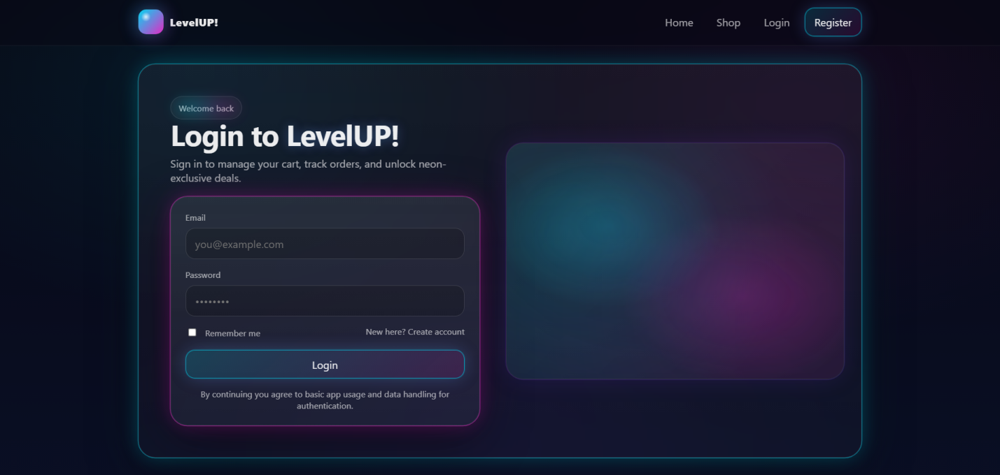 LevelUP!
Home
Shop
Login
Register
Welcome back
Login to LevelUP!
Sign in to manage your cart, track orders, and unlock neon-
exclusive deals.
Email
you@example.com
Password
••••••••
Remember me
New here? Create account
Login
By continuing you agree to basic app usage and data handling for
authentication.